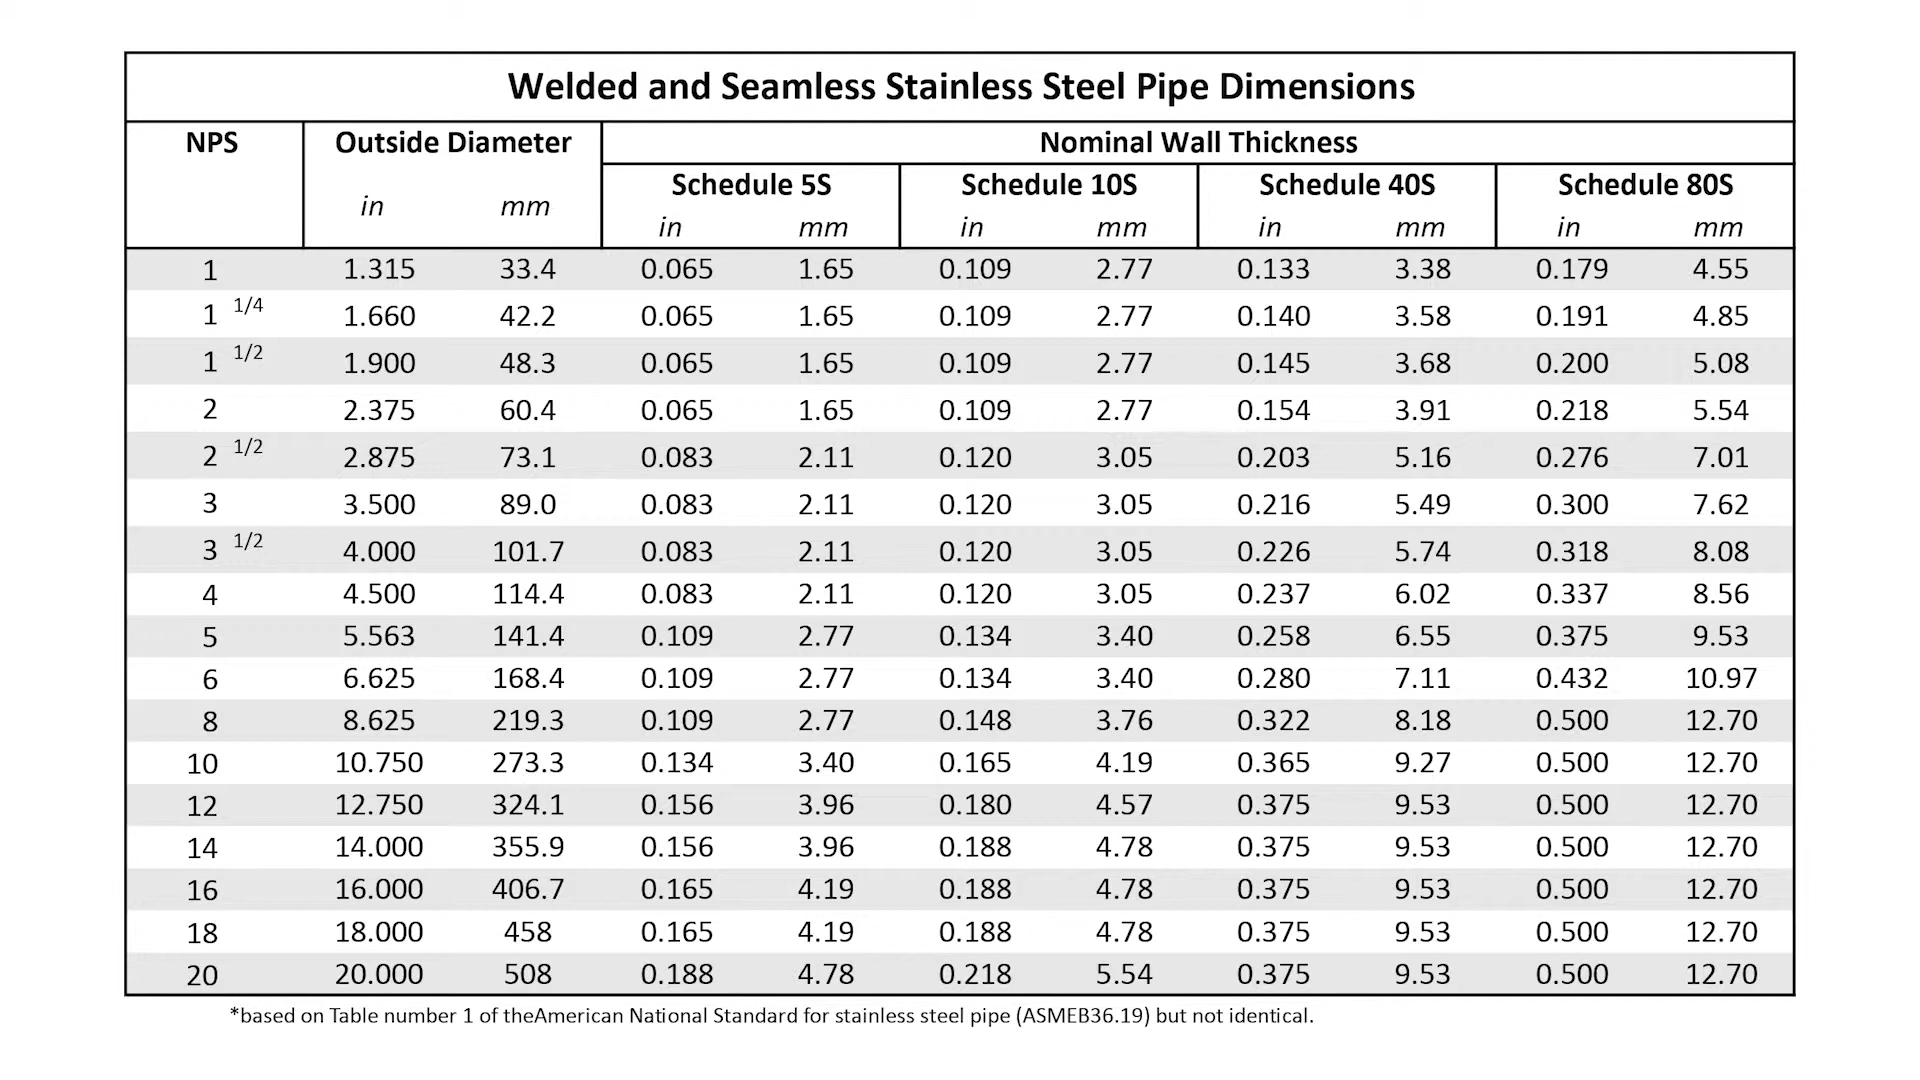 Welded and Seamless Stainless Steel Pipe Dimensions
NPS Outside Diameter Nominal Wall Thickness
Schedule 5S Schedule 10S Schedule 40S Schedule 80S
in mm in mm in mm in mm in mm
1 1.315 33.4 0.065 1.65 0.109 2.77 0.133 3.38 0.179 4.55
1 1/4 1.660 42.2 0.065 1.65 0.109 2.77 0.140 3.58 0.191 4.85
1 1/2 1.900 48.3 0.065 1.65 0.109 2.77 0.145 3.68 0.200 5.08
2 2.375 60.4 0.065 1.65 0.109 2.77 0.154 3.91 0.218 5.54
2 1/2 2.875 73.1 0.083 2.11 0.120 3.05 0.203 5.16 0.276 7.01
3 3.500 89.0 0.083 2.11 0.120 3.05 0.216 5.49 0.300 7.62
3 1/2 4.000 101.7 0.083 2.11 0.120 3.05 0.226 5.74 0.318 8.08
4 4.500 114.4 0.083 2.11 0.120 3.05 0.237 6.02 0.337 8.56
5 5.563 141.4 0.109 2.77 0.134 3.40 0.258 6.55 0.375 9.53
6 6.625 168.4 0.109 2.77 0.134 3.40 0.280 7.11 0.432 10.97
8 8.625 219.3 0.109 2.77 0.148 3.76 0.322 8.18 0.500 12.70
10 10.750 273.3 0.134 3.40 0.165 4.19 0.365 9.27 0.500 12.70
12 12.750 324.1 0.156 3.96 0.180 4.57 0.375 9.53 0.500 12.70
14 14.000 355.9 0.156 3.96 0.188 4.78 0.375 9.53 0.500 12.70
16 16.000 406.7 0.165 4.19 0.188 4.78 0.375 9.53 0.500 12.70
18 18.000 458 0.165 4.19 0.188 4.78 0.375 9.53 0.500 12.70
20 20.000 508 0.188 4.78 0.218 5.54 0.375 9.53 0.500 12.70
*based on Table number 1 of theAmerican National Standard for stainless steel pipe (ASMEB36.19) but not identical.